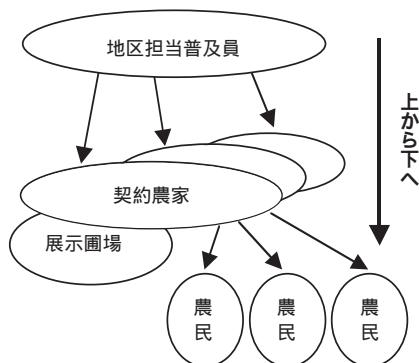 地区担当普及員
上から下へ
契約農家
展示圃場
農民
農民
農民